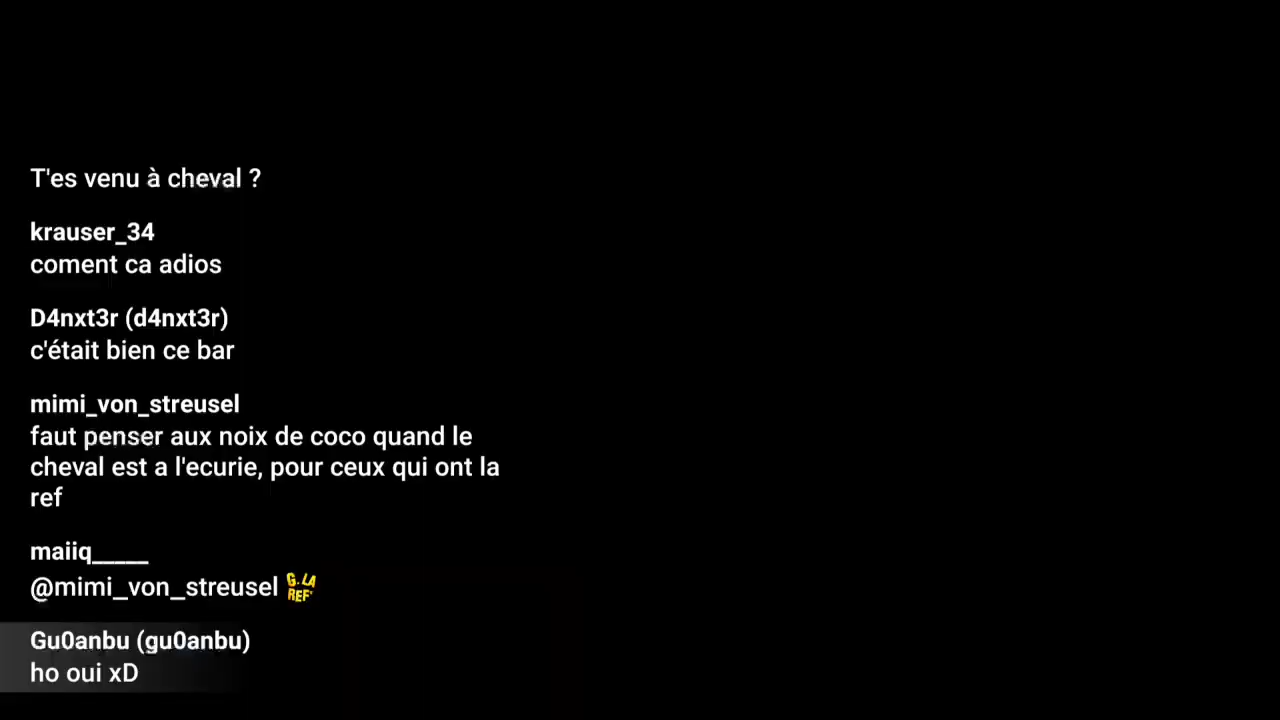 T'es venu à cheval ?
krauser_34
coment ca adios
D4nxt3r (d4nxt3r)
c'était bien ce bar
mimi_von_streusel
faut penser aux noix de coco quand le
cheval est a l'ecurie, pour ceux qui ont la
ref
maiiq_____
@mimi_von_streusel G. LA
REF'
Gu0anbu (gu0anbu)
ho oui xD